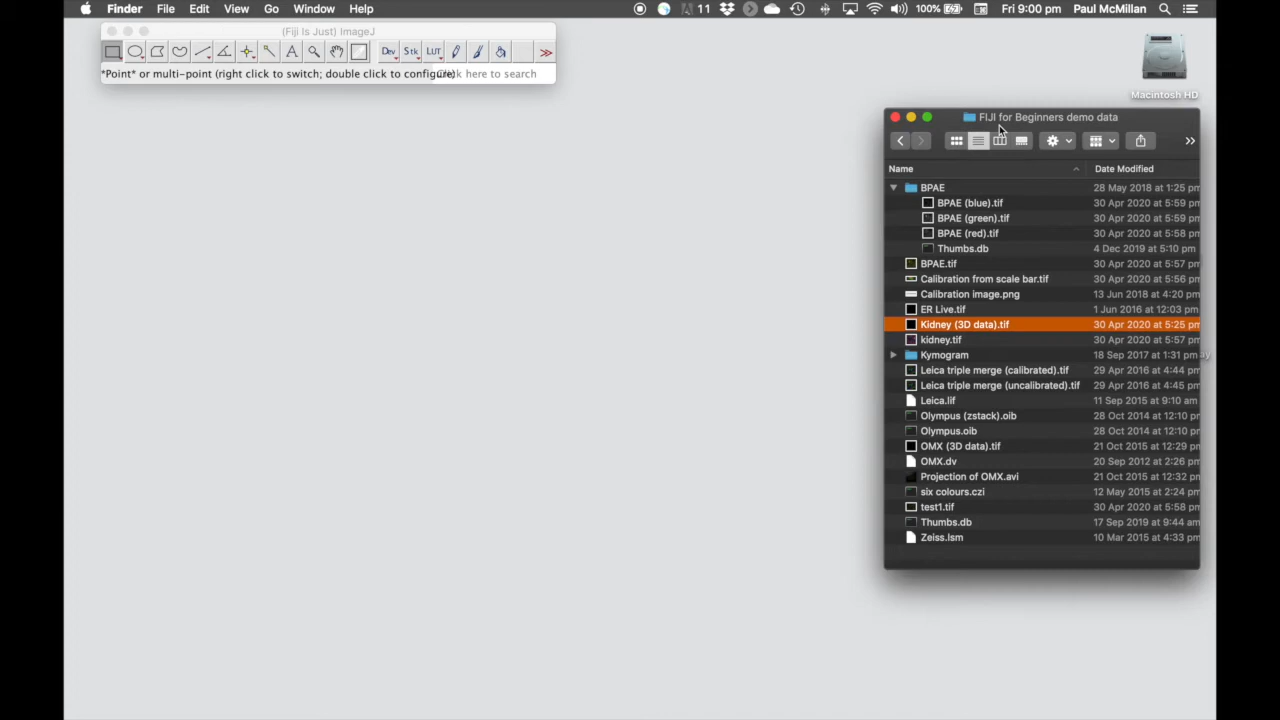 Finder File Edit View Go Window Help 11 100% Fri 9:00 pm Paul McMillan
(Fiji Is Just) ImageJ
Dev Stk LUT
*Point* or multi-point (right click to switch; double click to configure) Click here to search
Macintosh HD
FIJI for Beginners demo data
Name Date Modified
BPAE 28 May 2018 at 1:25 pm
BPAE (blue).tif 30 Apr 2020 at 5:59 pm
BPAE (green).tif 30 Apr 2020 at 5:59 pm
BPAE (red).tif 30 Apr 2020 at 5:58 pm
Thumbs.db 4 Dec 2019 at 5:10 pm
BPAE.tif 30 Apr 2020 at 5:57 pm
Calibration from scale bar.tif 30 Apr 2020 at 5:56 pm
Calibration image.png 13 Jun 2018 at 4:20 pm
ER Live.tif 1 Jun 2016 at 12:03 pm
Kidney (3D data).tif 30 Apr 2020 at 5:25 pm
kidney.tif 30 Apr 2020 at 5:57 pm
Kymogram 18 Sep 2017 at 1:31 pm
Leica triple merge (calibrated).tif 29 Apr 2016 at 4:44 pm
Leica triple merge (uncalibrated).tif 29 Apr 2016 at 4:45 pm
Leica.lif 11 Sep 2015 at 9:10 am
Olympus (zstack).oib 28 Oct 2014 at 12:10 pm
Olympus.oib 28 Oct 2014 at 12:10 pm
OMX (3D data).tif 21 Oct 2015 at 12:29 pm
OMX.dv 20 Sep 2012 at 2:26 pm
Projection of OMX.avi 21 Oct 2015 at 12:32 pm
six colours.czi 12 May 2015 at 2:24 pm
test1.tif 30 Apr 2020 at 5:58 pm
Thumbs.db 17 Sep 2019 at 9:44 am
Zeiss.lsm 10 Mar 2015 at 4:33 pm